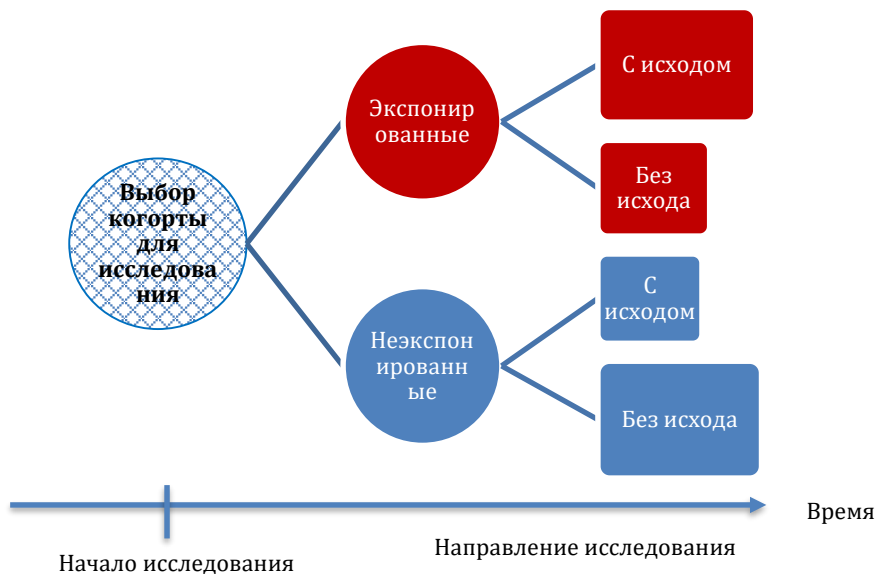 С исходом
Экспонир
ованные
Без
исхода
Выбор
когорты
для
исследова
ния
С
исходом
Неэкспон
ированн
ые
Без исхода
Время
Направление исследования
Начало исследования